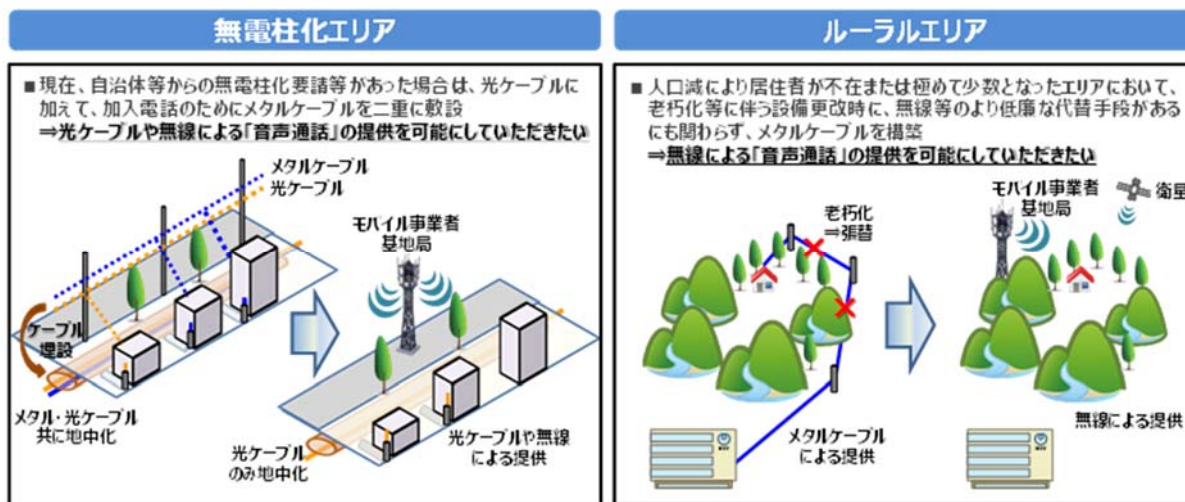 無電柱化エリア
■現在、自治体等からの無電柱化要請等があった場合は、光ケーブルに
加えて、加入電話のためにメタルケーブルを二重に敷設
⇒光ケーブルや無線による「音声通話」の提供を可能にしていただきたい
メタルケーブル
光ケーブル
モバイル事業者
基地局
ケーブル
埋設
メタル・光ケーブル
共に地中化
光ケーブル
のみ地中化
光ケーブルや無線
による提供
ルーラルエリア
■人口減により居住者が不在または極めて少数となったエリアにおいて、
老朽化等に伴う設備更改時に、無線等のより低廉な代替手段がある
にも関わらず、メタルケーブルを構築
⇒無線による「音声通話」の提供を可能にしていただきたい
老朽化
⇒張替
モバイル事業者
基地局
衛星
メタルケーブル
による提供
無線による提供